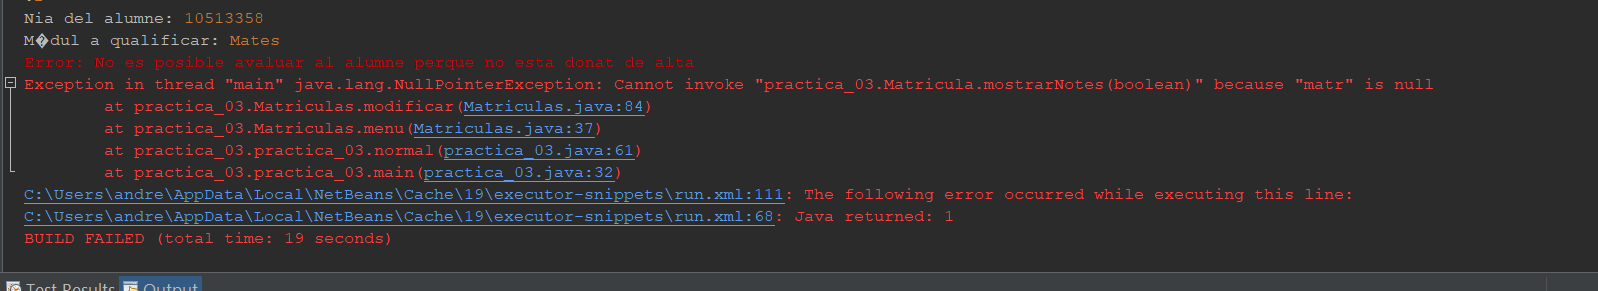 Nia del alumne: 10513358
M�dul a qualificar: Mates
Error: No es posible avaluar al alumne perque no esta donat de alta
Exception in thread "main" java.lang.NullPointerException: Cannot invoke "practica_03.Matricula.mostrarNotes(boolean)" because "matr" is null
at practica_03.Matriculas.modificar(Matriculas.java:84)
at practica_03.Matriculas.menu(Matriculas.java:37)
at practica_03.practica_03.normal(practica_03.java:61)
at practica_03.practica_03.main(practica_03.java:32)
C:\Users\andre\AppData\Local\NetBeans\Cache\19\executor-snippets\run.xml:111: The following error occurred while executing this line:
C:\Users\andre\AppData\Local\NetBeans\Cache\19\executor-snippets\run.xml:68: Java returned: 1
BUILD FAILED (total time: 19 seconds)
Test Results Output